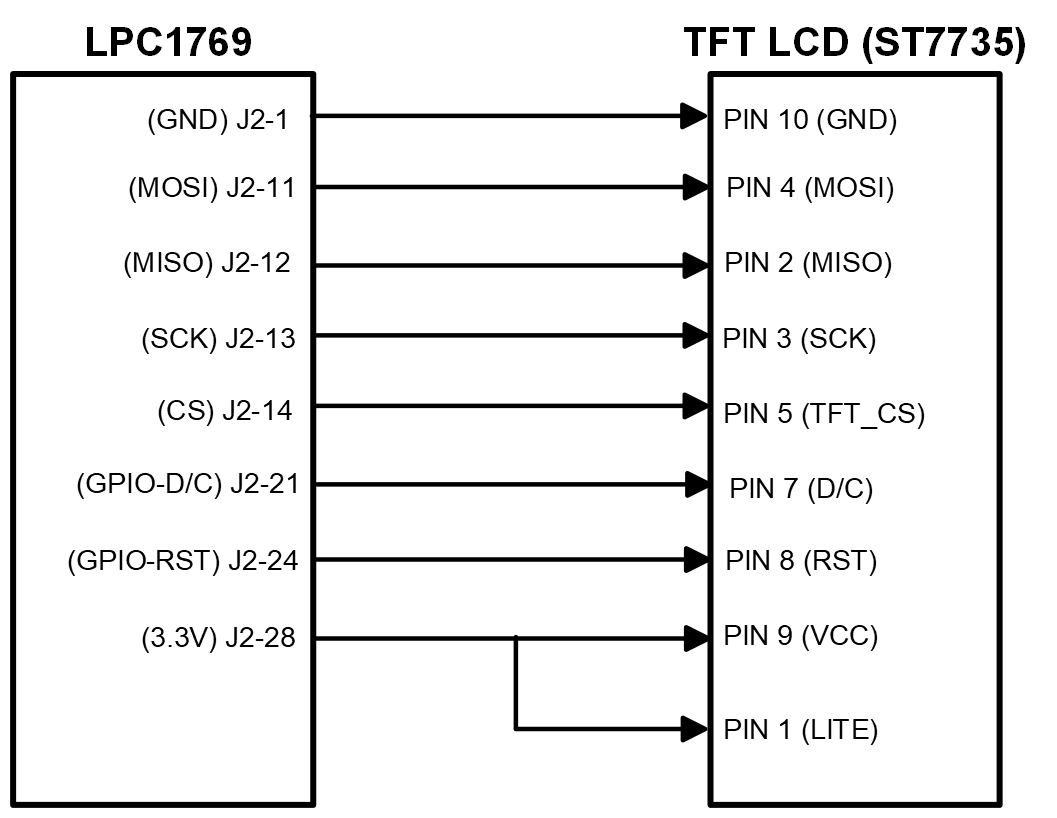 LPC1769 TFT LCD (ST7735)
(GND) J2-1 PIN 10 (GND)
(MOSI) J2-11 PIN 4 (MOSI)
(MISO) J2-12 PIN 2 (MISO)
(SCK) J2-13 PIN 3 (SCK)
(CS) J2-14 PIN 5 (TFT_CS)
(GPIO-D/C) J2-21 PIN 7 (D/C)
(GPIO-RST) J2-24 PIN 8 (RST)
(3.3V) J2-28 PIN 9 (VCC)
PIN 1 (LITE)